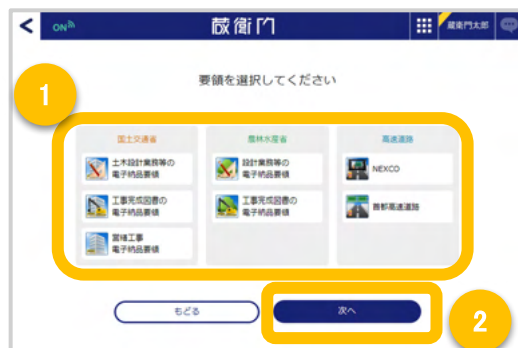 ON
蔵衛門
蔵衛門太郎
要領を選択してください
1
国土交通省
農林水産省
高速道路
土木設計業務等の
電子納品要領
設計業務等の
電子納品要領
NEXCO
工事完成図書の
電子納品要領
工事完成図書の
電子納品要領
首都高速道路
営繕工事
電子納品要領
もどる
次へ
2